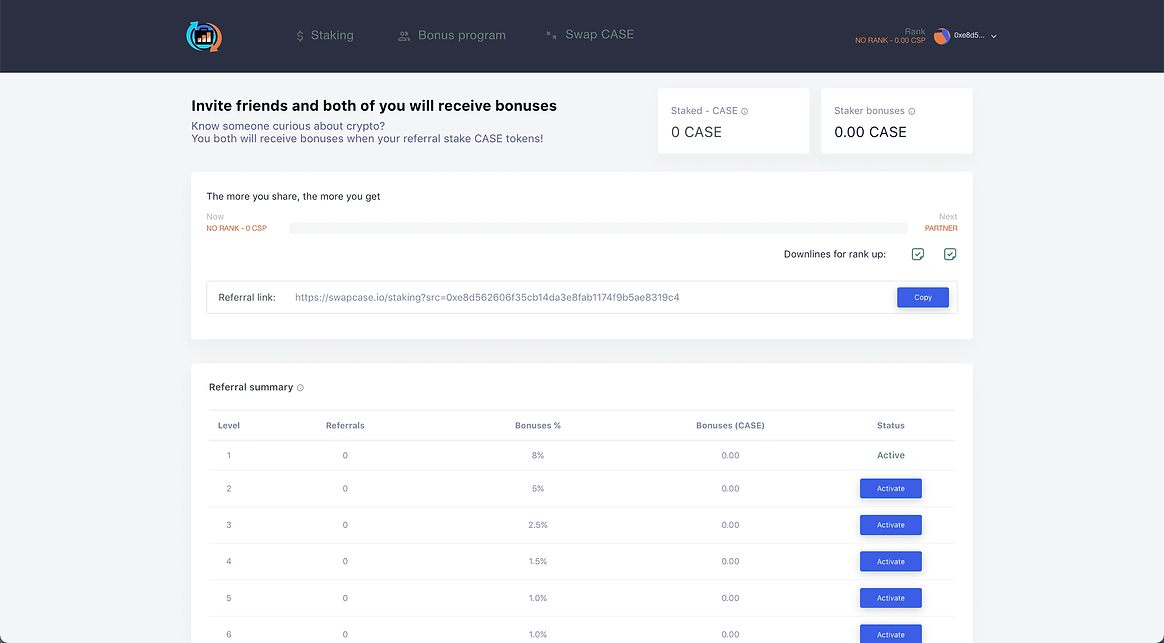 Staking
Bonus program
Swap CASE
Rank
NO RANK - 0.00 CSP
0xe8d5...
Invite friends and both of you will receive bonuses
Know someone curious about crypto?
You both will receive bonuses when your referral stake CASE tokens!
Staked - CASE
0 CASE
Staker bonuses
0.00 CASE
The more you share, the more you get
Now
NO RANK - 0 CSP
Next
PARTNER
Downlines for rank up:
Referral link: https://swapcase.io/staking?src=0xe8d562606f35cb14da3e8fab1174f9b5ae8319c4 Copy
Referral summary
Level Referrals Bonuses % Bonuses (CASE) Status
1 0 8% 0.00 Active
2 0 5% 0.00 Activate
3 0 2.5% 0.00 Activate
4 0 1.5% 0.00 Activate
5 0 1.0% 0.00 Activate
6 0 1.0% 0.00 Activate